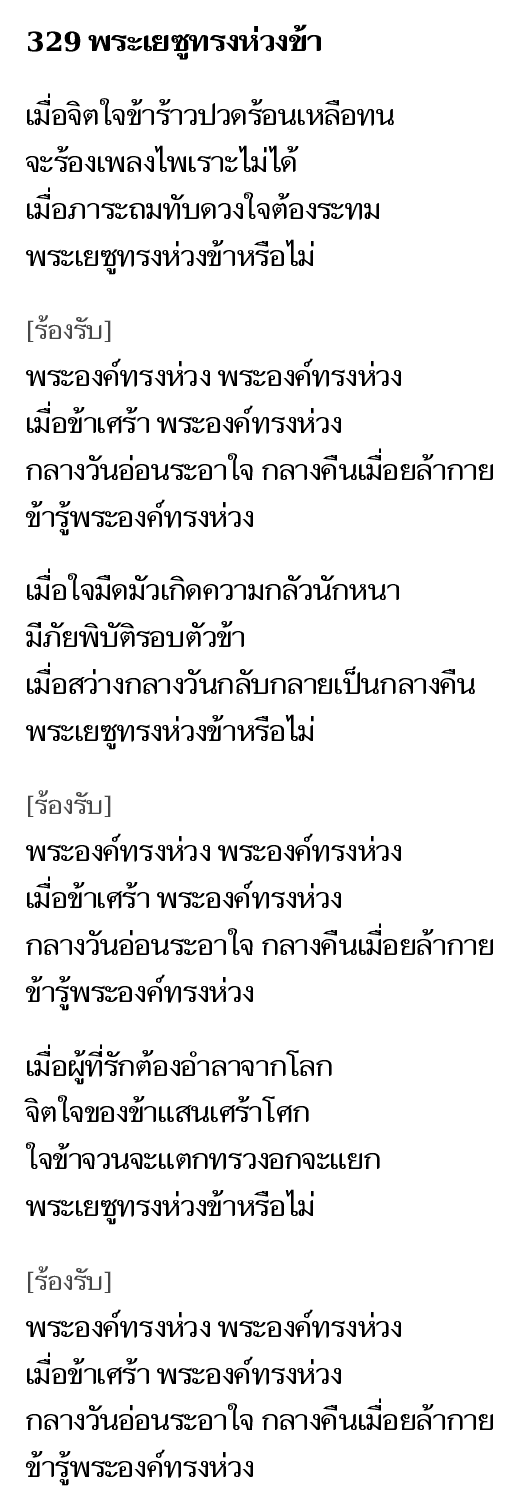 329 พระเยซูทรงห่วงข้า
เมื่อจิตใจข้าร้าวปวดร้อนเหลือทน
จะร้องเพลงไพเราะไม่ได้
เมื่อภาระถมทับดวงใจต้องระทม
พระเยซูทรงห่วงข้าหรือไม่
[ร้องรับ]
พระองค์ทรงห่วง พระองค์ทรงห่วง
เมื่อข้าเศร้า พระองค์ทรงห่วง
กลางวันอ่อนระอาใจ กลางคืนเมื่อยล้ากาย
ข้ารู้พระองค์ทรงห่วง
เมื่อใจมืดมัวเกิดความกลัวนักหนา
มีภัยพิบัติรอบตัวข้า
เมื่อสว่างกลางวันกลับกลายเป็นกลางคืน
พระเยซูทรงห่วงข้าหรือไม่
[ร้องรับ]
พระองค์ทรงห่วง พระองค์ทรงห่วง
เมื่อข้าเศร้า พระองค์ทรงห่วง
กลางวันอ่อนระอาใจ กลางคืนเมื่อยล้ากาย
ข้ารู้พระองค์ทรงห่วง
เมื่อผู้ที่รักต้องอำลาจากโลก
จิตใจของข้าแสนเศร้าโศก
ใจข้าจวนจะแตกทรวงอกจะแยก
พระเยซูทรงห่วงข้าหรือไม่
[ร้องรับ]
พระองค์ทรงห่วง พระองค์ทรงห่วง
เมื่อข้าเศร้า พระองค์ทรงห่วง
กลางวันอ่อนระอาใจ กลางคืนเมื่อยล้ากาย
ข้ารู้พระองค์ทรงห่วง